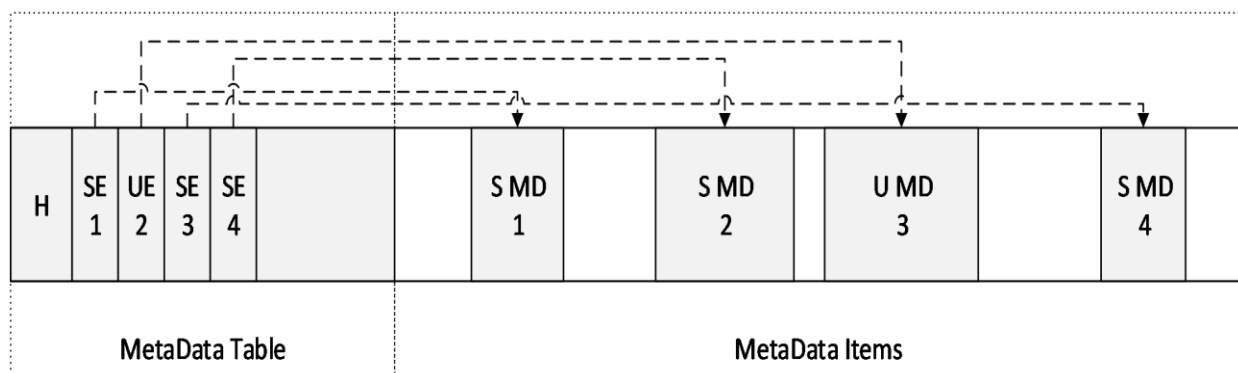 H
SE
1
UE
2
SE
3
SE
4
S MD
1
S MD
2
U MD
3
S MD
4
MetaData Table
MetaData Items